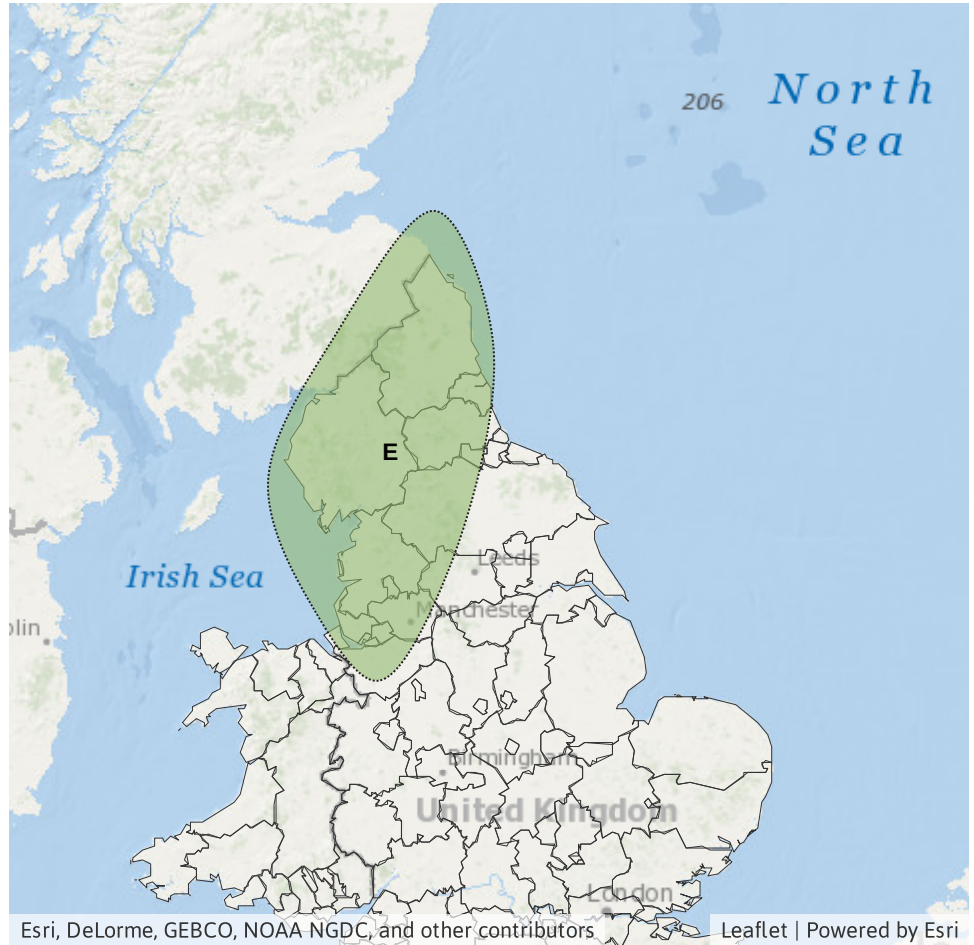 North
Sea
206
E
Irish Sea
Leeds
Manchester
olin
Birmingham
United Kingdom
London
Esri, DeLorme, GEBCO, NOAA NGDC, and other contributors
Leaflet | Powered by Esri